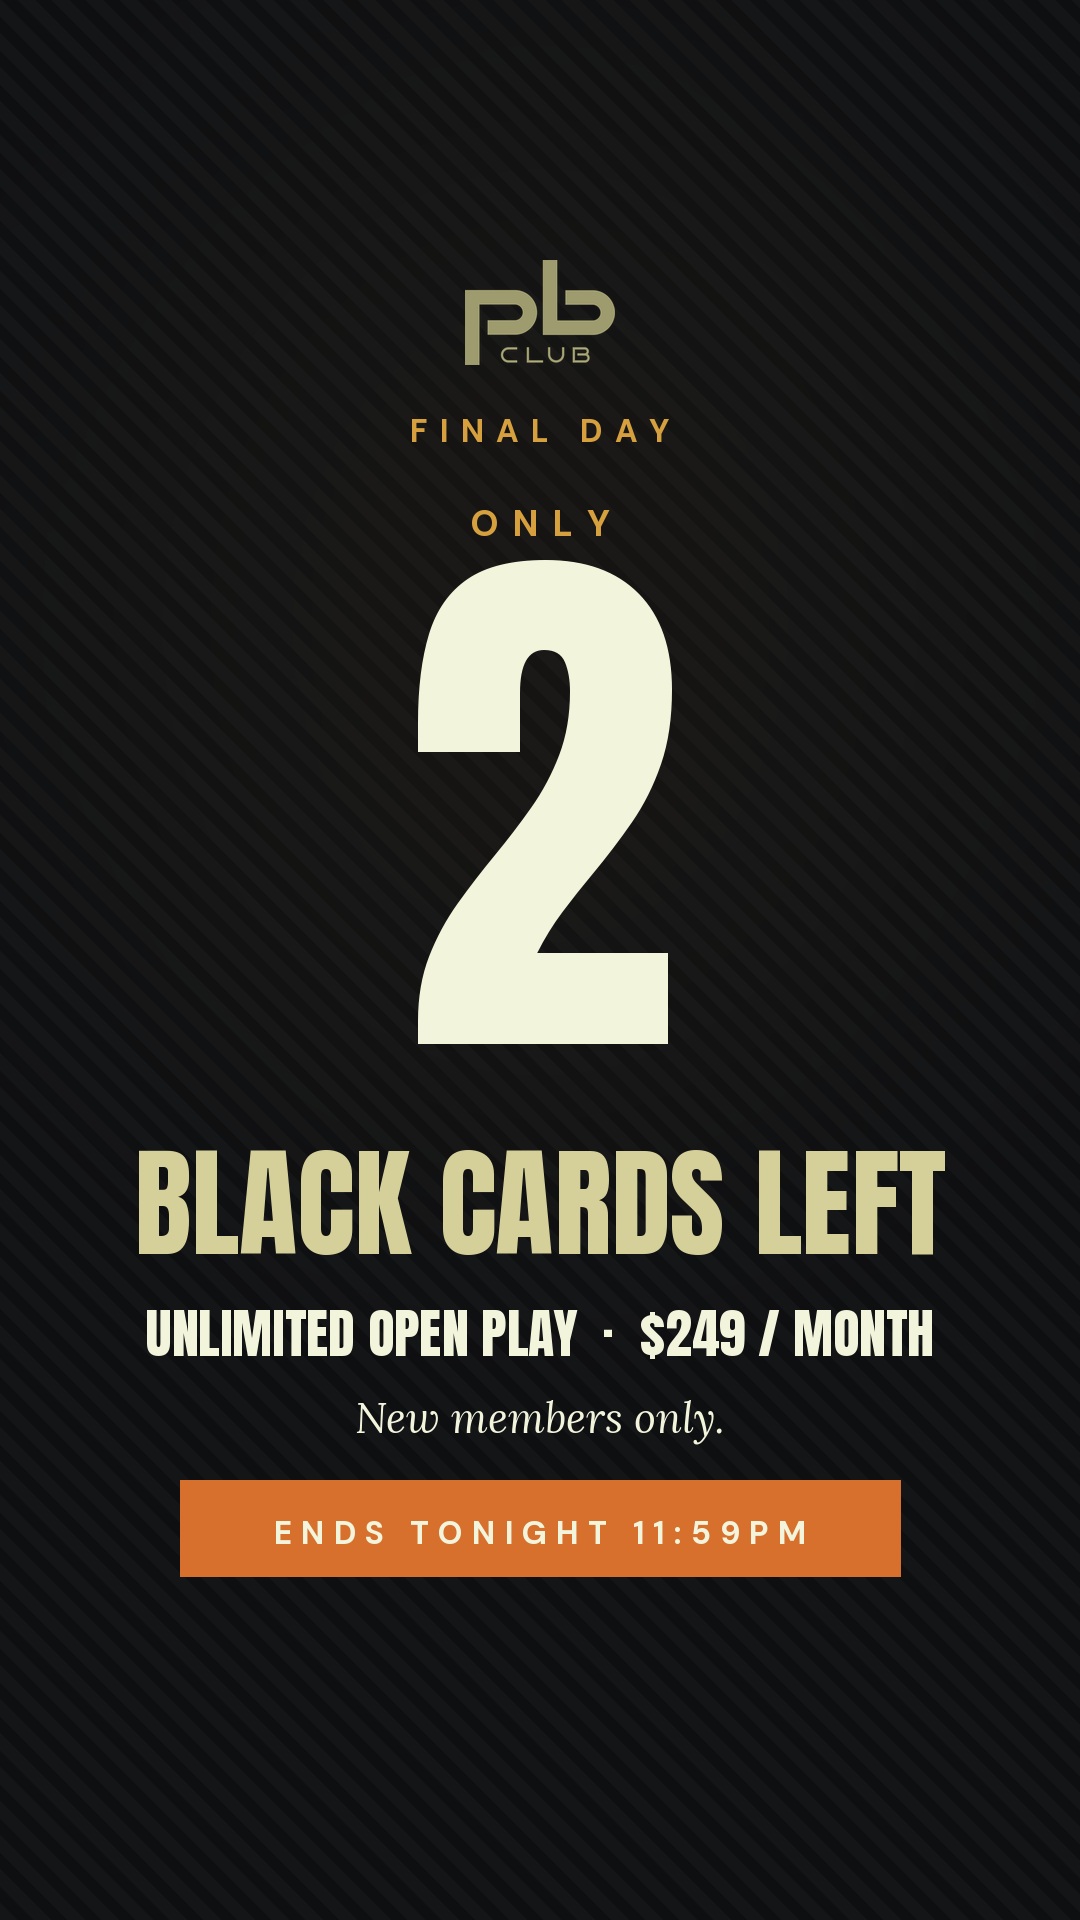 pb
CLUB
FINAL DAY
ONLY
2
BLACK CARDS LEFT
UNLIMITED OPEN PLAY · $249 / MONTH
New members only.
ENDS TONIGHT 11:59PM